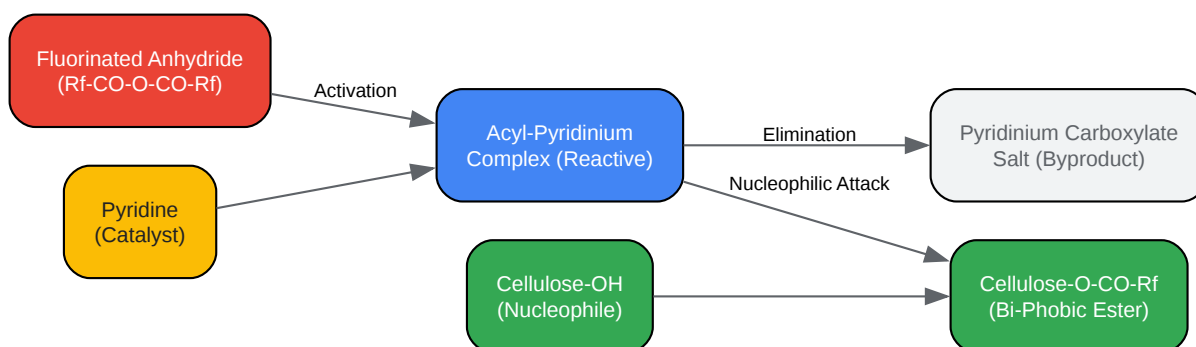 Fluorinated Anhydride
(Rf-CO-O-CO-Rf)
Activation
Pyridine
(Catalyst)
Acyl-Pyridinium
Complex (Reactive)
Elimination
Pyridinium Carboxylate
Salt (Byproduct)
Nucleophilic Attack
Cellulose-OH
(Nucleophile)
Cellulose-O-CO-Rf
(Bi-Phobic Ester)